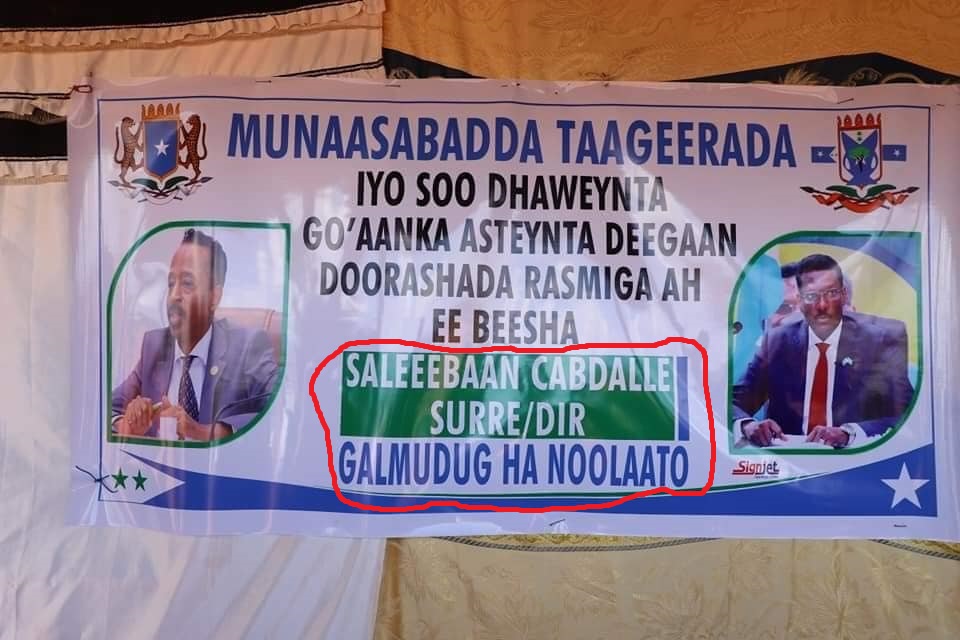 MUNAASABADDA TAAGEERADA
IYO SOO DHAWEYNTA
GO'AANKA ASTEYNTA DEEGAAN
DOORASHADA RASMIGA AH
EE BEESHA
SALEEEBAAN CABDALLE
SURRE/DIR
GALMUDUG HA NOOLAATO
Signjet